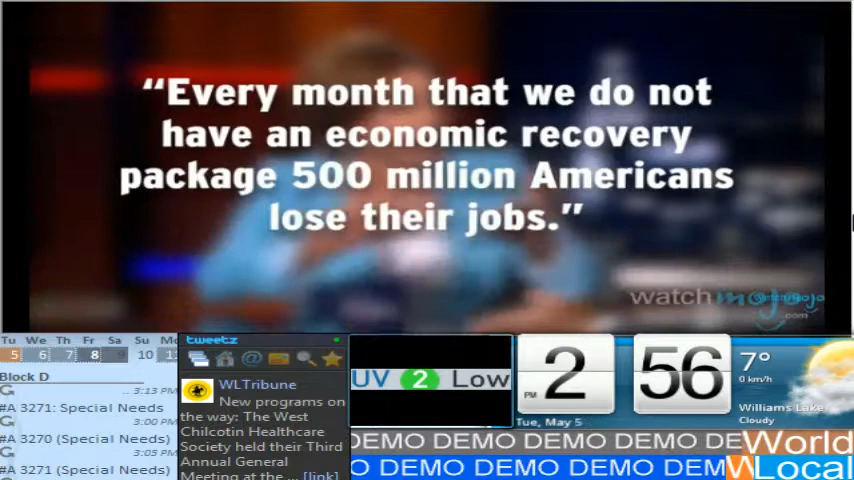 “Every month that we do not
have an economic recovery
package 500 million Americans
lose their jobs.”
watchmojo
.com
Tu We Th Fr Sa Su Mo
5 6 7 8 9 10 11
Block D
.. 3:13 PM
#A 3271: Special Needs
3:00 PM
#A 3270 (Special Needs)
3:05 PM
#A 3271 (Special Needs)
tweetz
WLTribune
New programs on
the way: The West
Chilcotin Healthcare
Society held their Third
Annual General
Meeting at the ... [link]
UV 2 Low
PM 2 56
Tue, May 5
7°
0 km/h
Williams Lake
Cloudy
DEMO DEMO DEMO DEMO DEMO DE
World
DEMO DEMO DEMO DEMO DEM
W Local